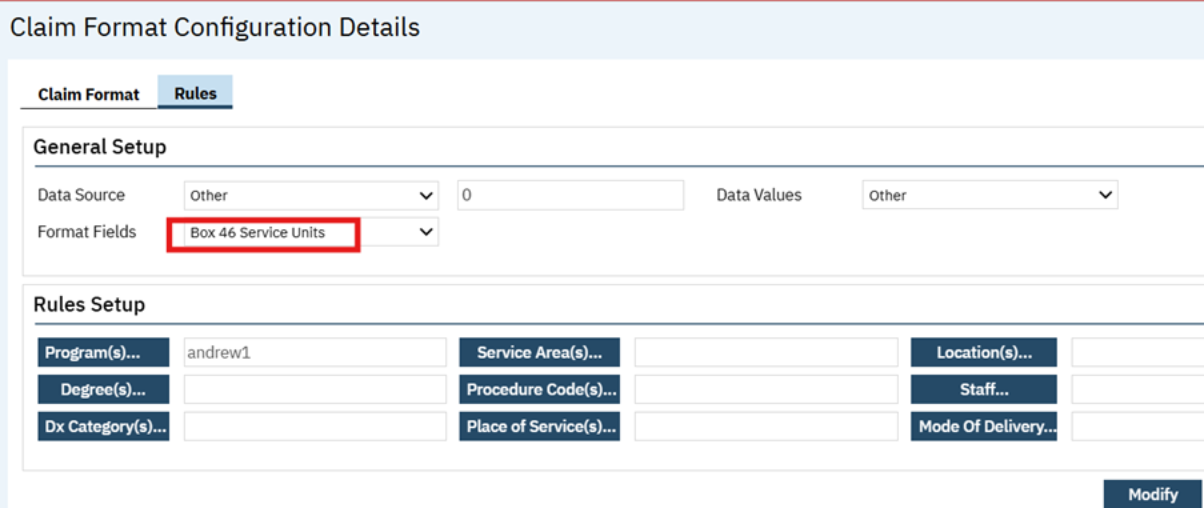 Claim Format Configuration Details
Claim Format Rules
General Setup
Data Source Other 0 Data Values Other
Format Fields Box 46 Service Units
Rules Setup
Program(s)... andrew1 Service Area(s)... Location(s)...
Degree(s)... Procedure Code(s)... Staff...
Dx Category(s)... Place of Service(s)... Mode Of Delivery...
Modify